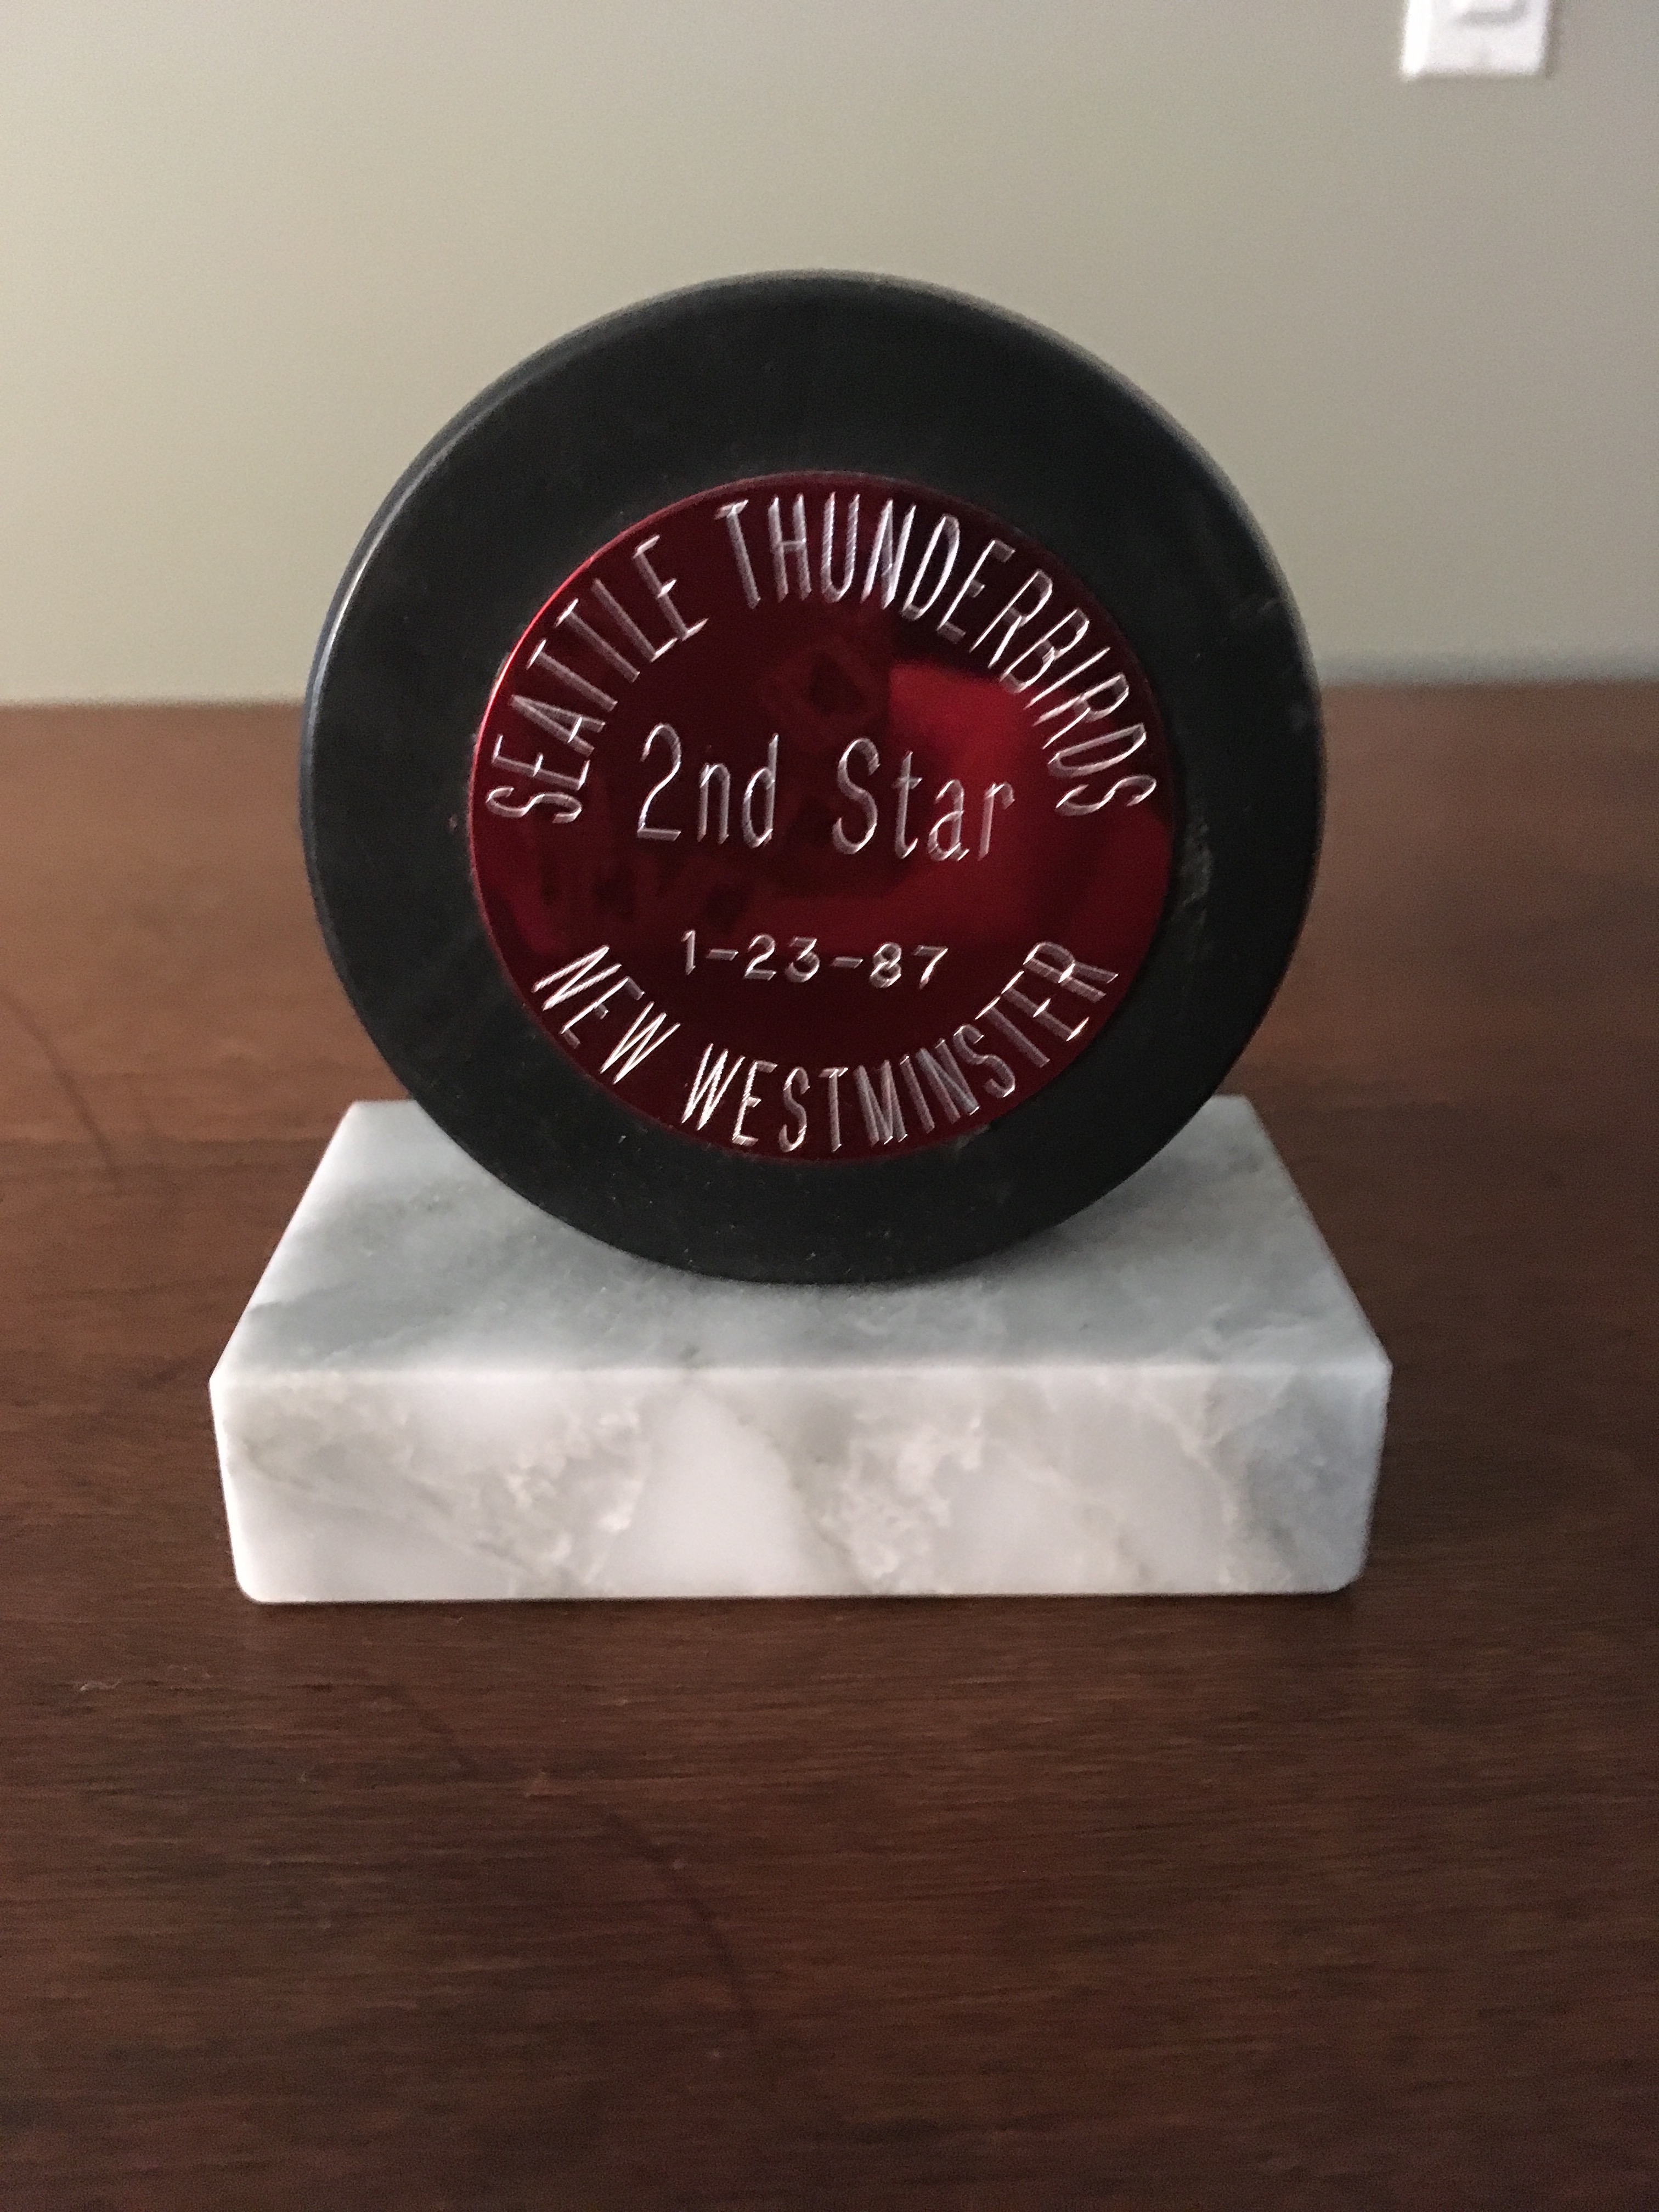 SEATTLE THUNDERBIRDS
2nd Star
1-23-87
NEW WESTMINSTER